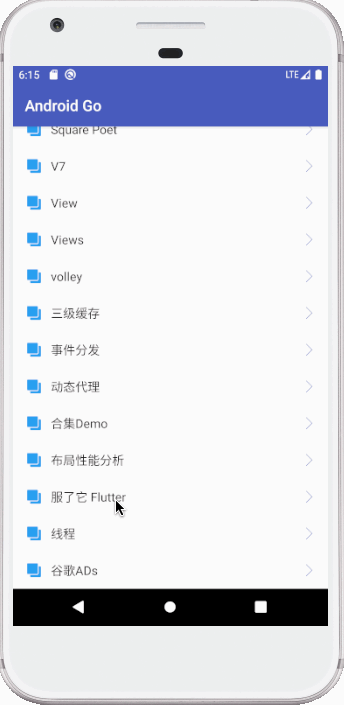 6:15 LTE
Android Go
Square Poet
V7
View
Views
volley
三级缓存
事件分发
动态代理
合集Demo
布局性能分析
服了它 Flutter
线程
谷歌ADs